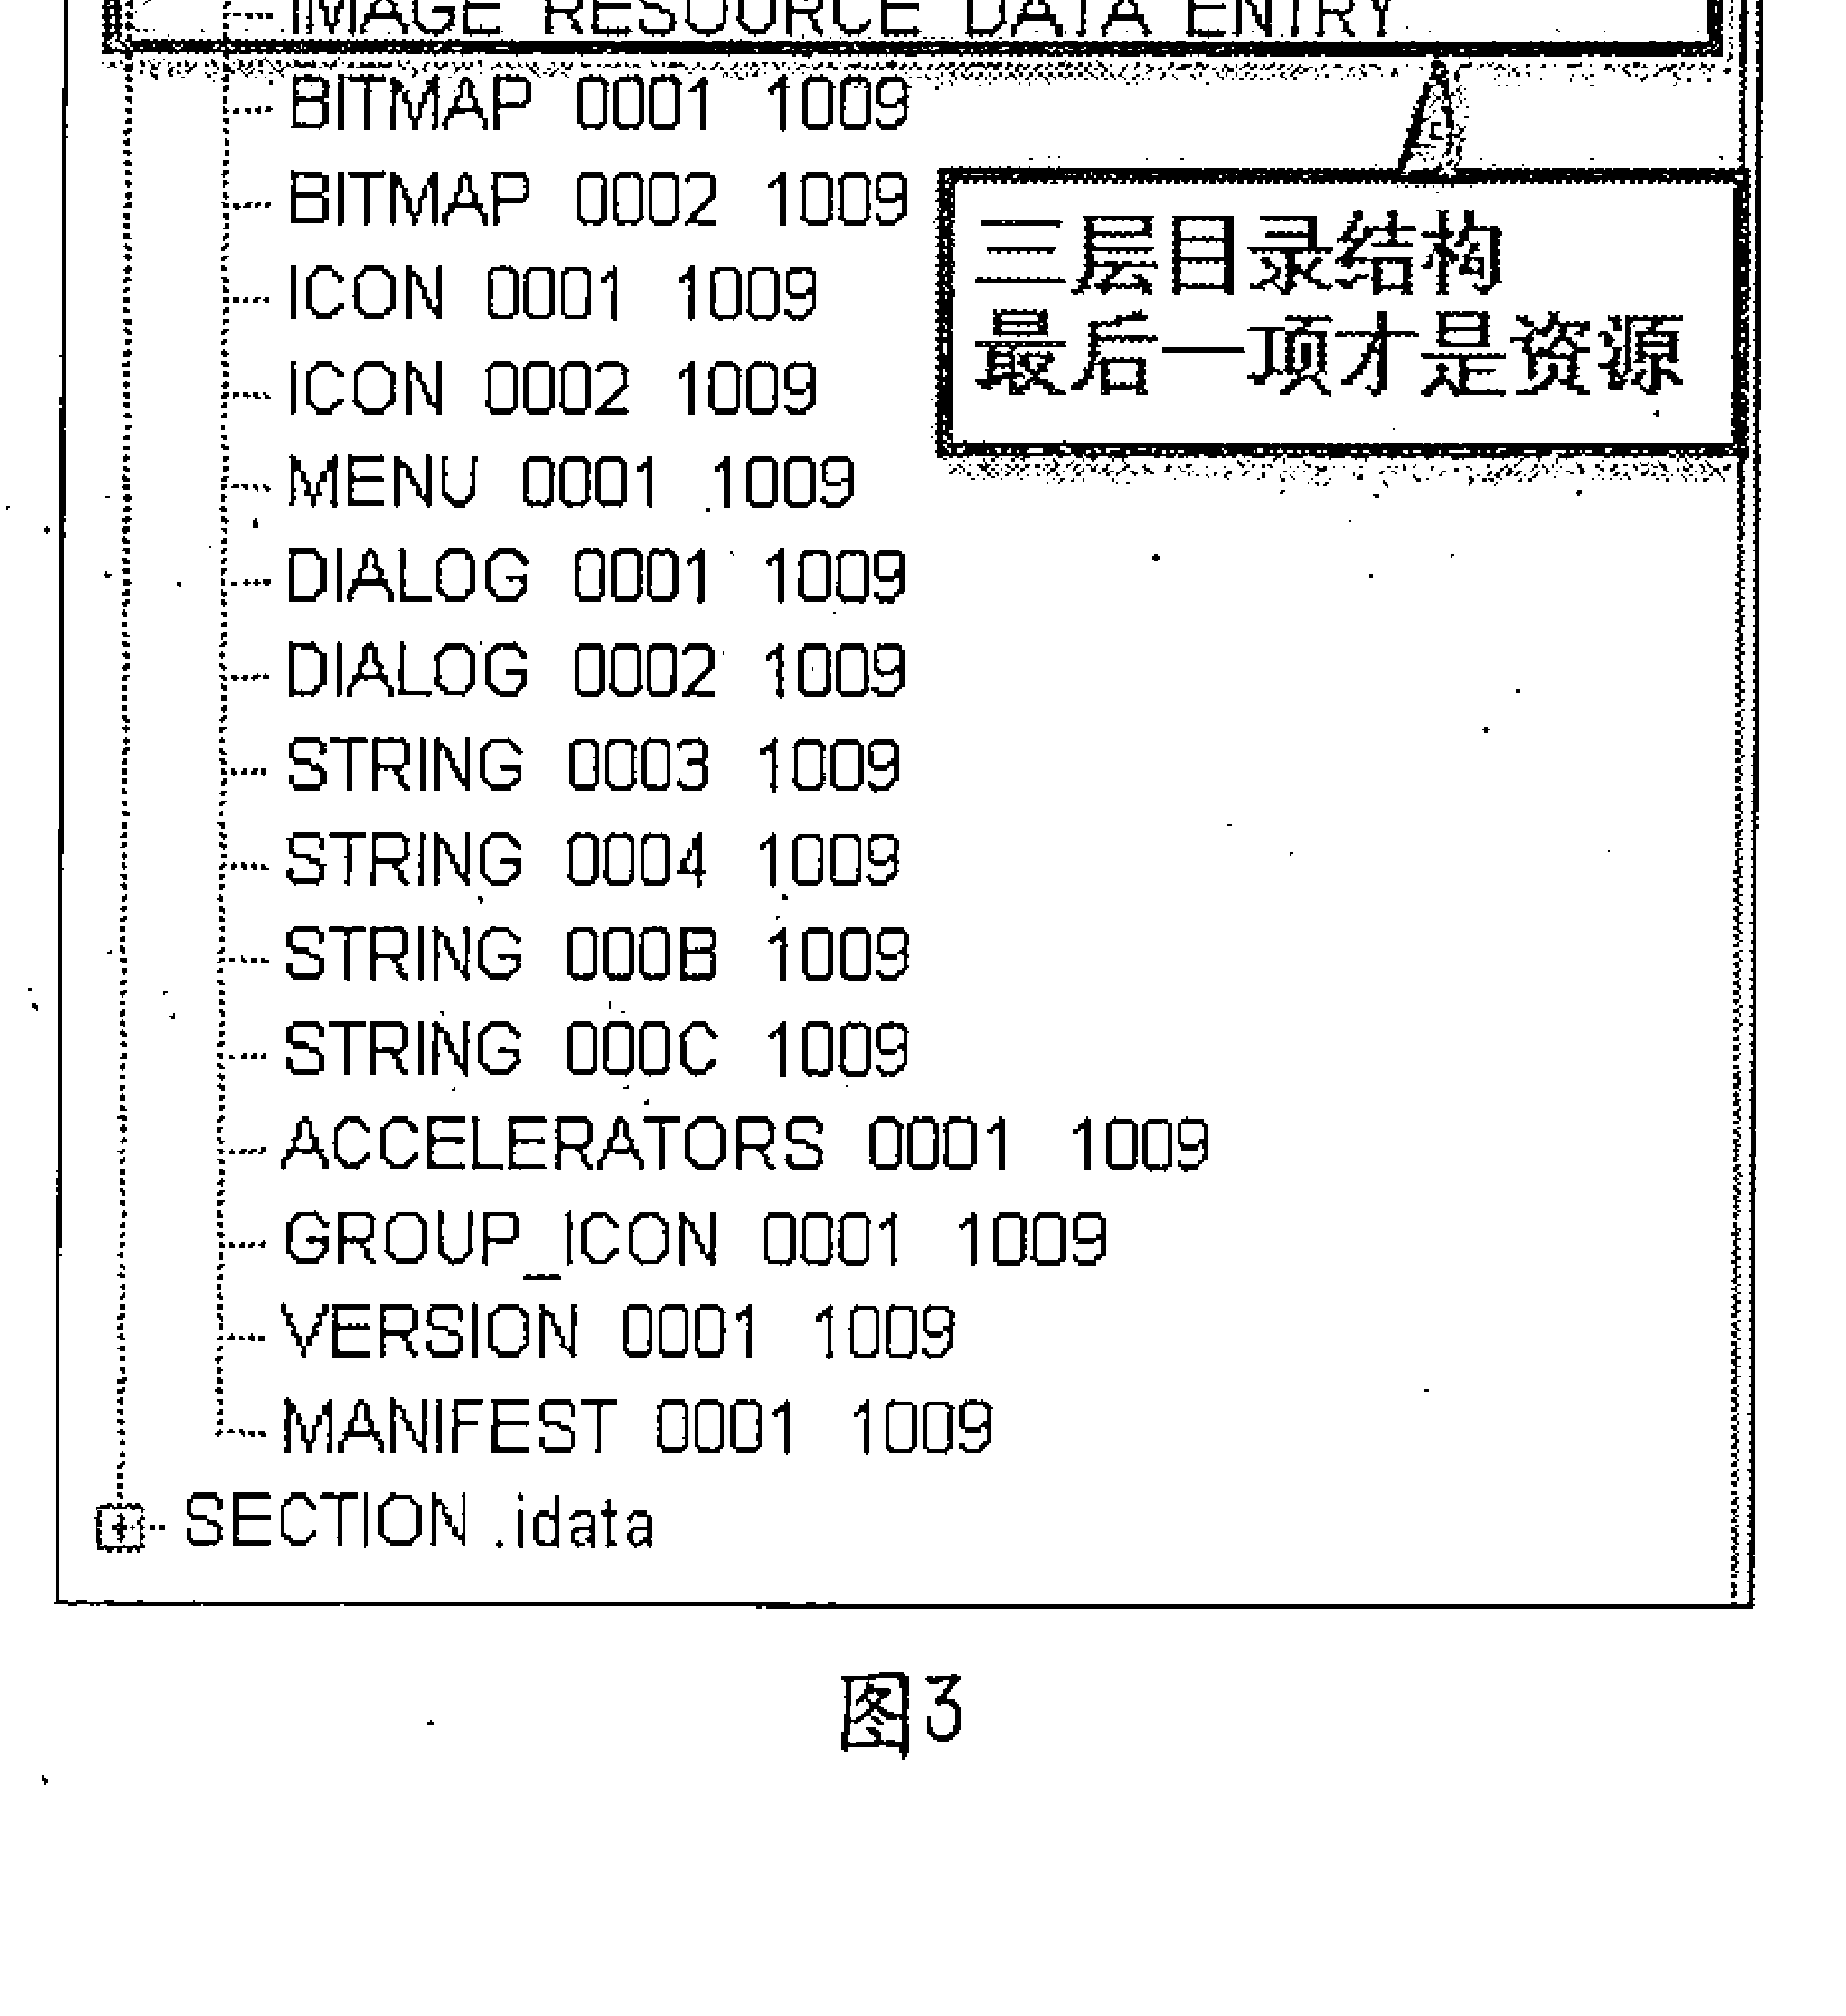 IMAGE RESOURCE DATA ENTRY
BITMAP 0001 1009
BITMAP 0002 1009
ICON 0001 1009
ICON 0002 1009
MENU 0001 1009
DIALOG 0001 1009
DIALOG 0002 1009
STRING 0003 1009
STRING 0004 1009
STRING 000B 1009
STRING 000C 1009
ACCELERATORS 0001 1009
GROUP_ICON 0001 1009
VERSION 0001 1009
MANIFEST 0001 1009
SECTION .idata
三层目录结构
最后一项才是资源
图3